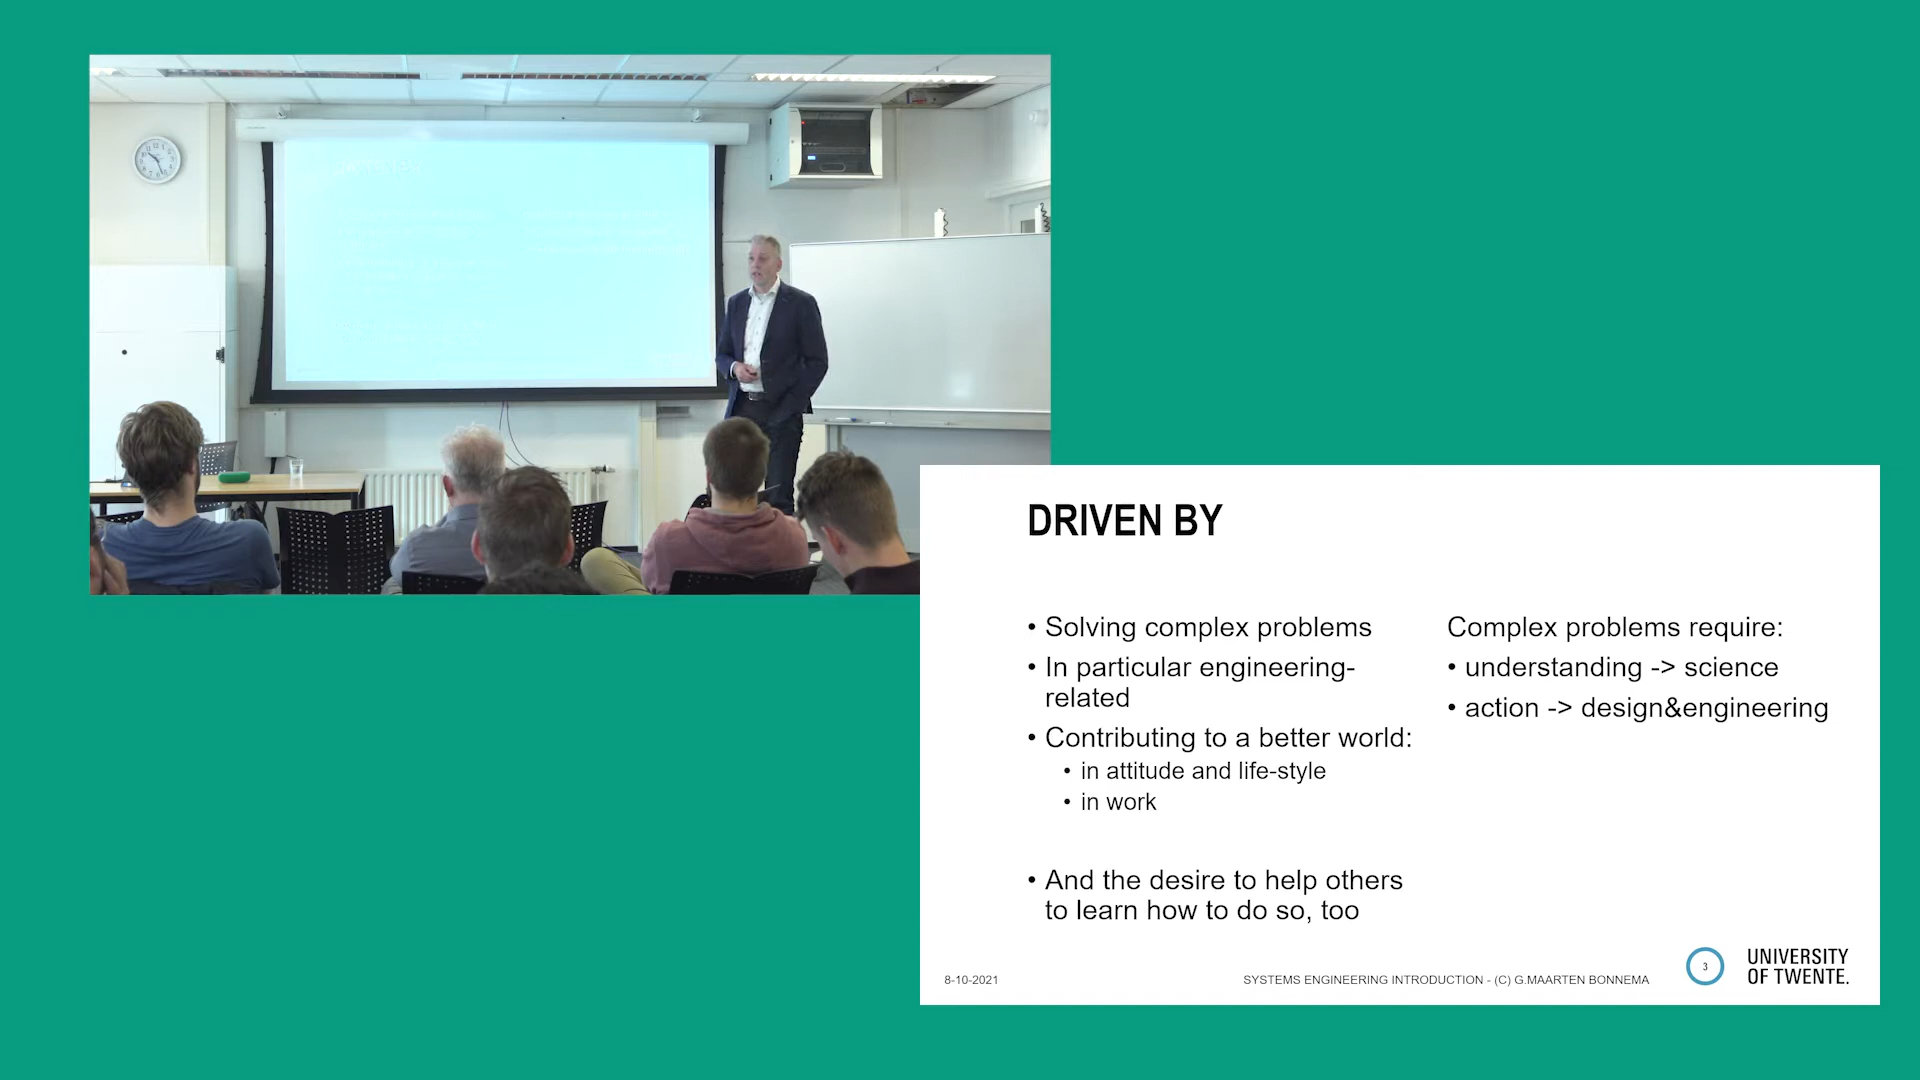 DRIVEN BY
• Solving complex problems
• In particular engineering-
related
• Contributing to a better world:
• in attitude and life-style
• in work
• And the desire to help others
to learn how to do so, too
Complex problems require:
• understanding -> science
• action -> design&engineering
8-10-2021
SYSTEMS ENGINEERING INTRODUCTION - (C) G.MAARTEN BONNEMA
3
UNIVERSITY
OF TWENTE.